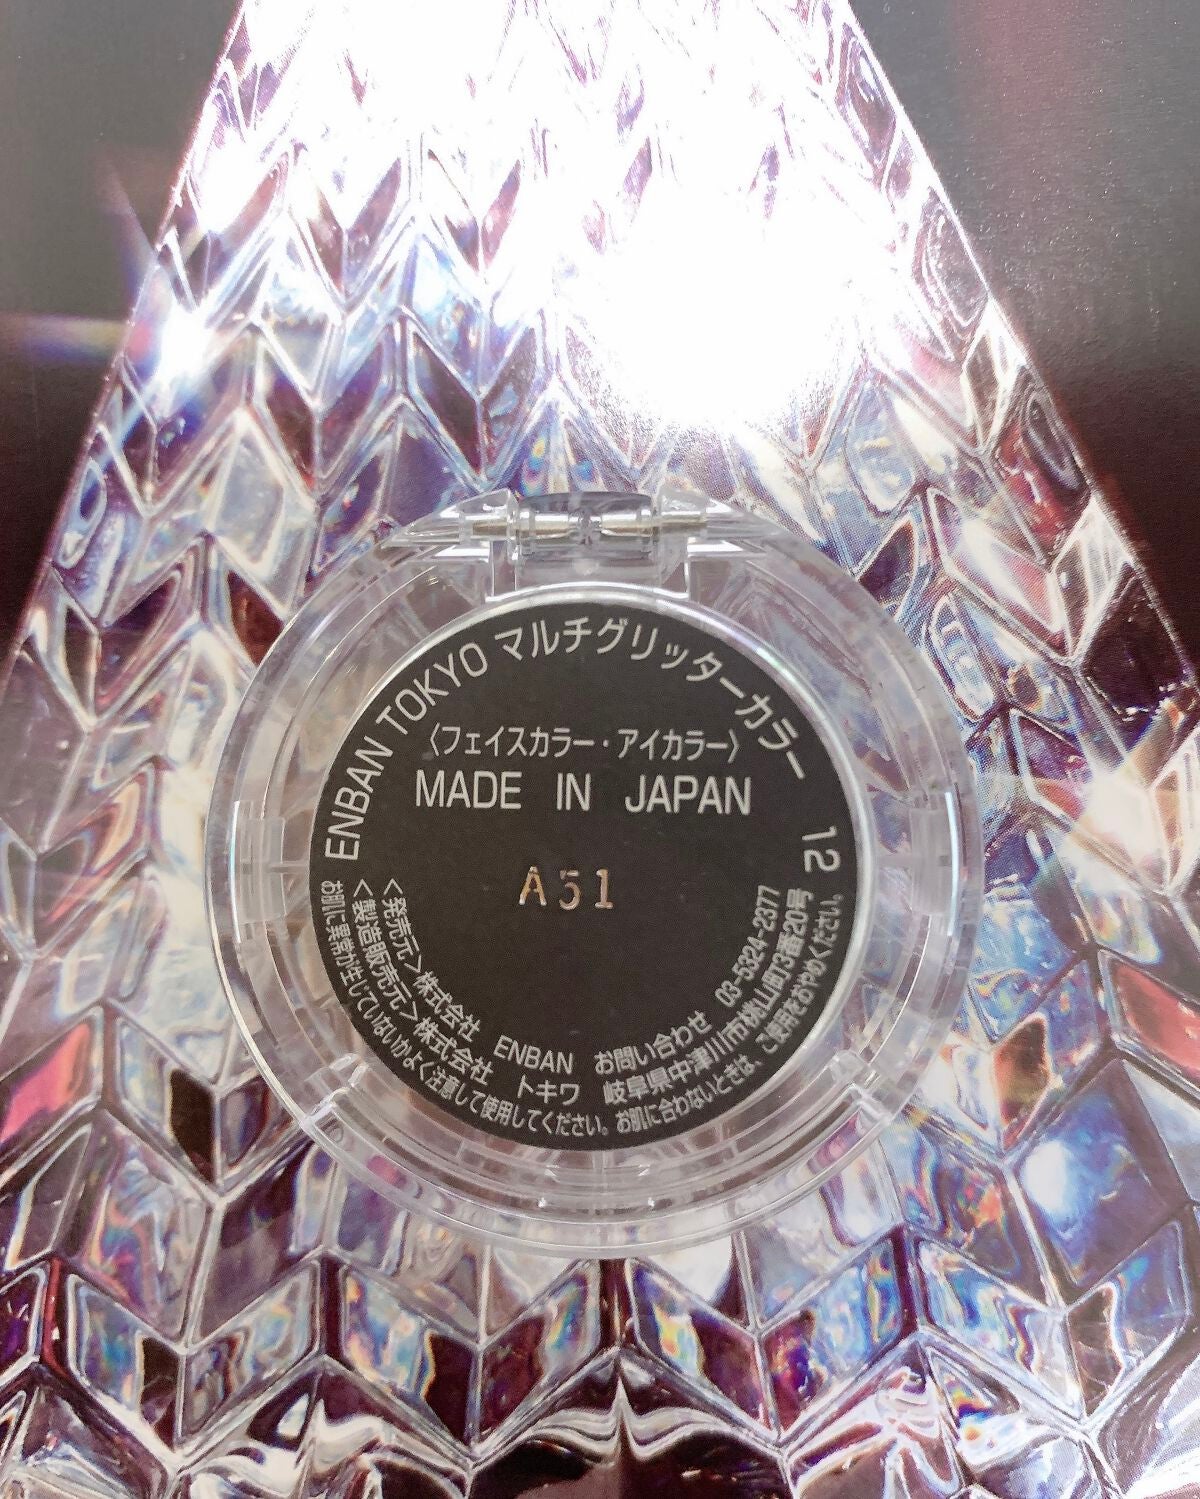 ENBAN TOKYO マルチグリッターカラー 12
〈フェイスカラー・アイカラー〉
MADE IN JAPAN
A51
<発売元>株式会社 ENBAN お問い合わせ 03-5324-2377
<製造販売元>株式会社 トキワ 岐阜県中津川市桃山町3番20号
お肌に異常が生じていないかよく注意して使用してください。お肌に合わないときは、ご使用をおやめください。